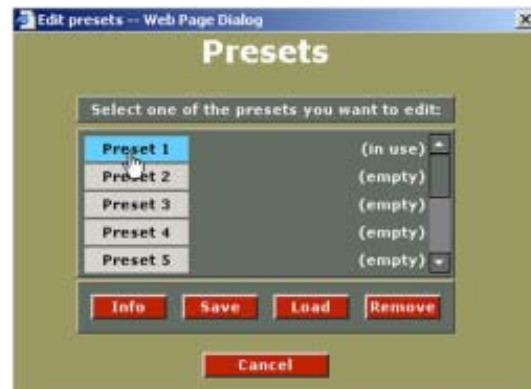 Edit presets -- Web Page Dialog
Presets
Select one of the presets you want to edit:
Preset 1 (in use)
Preset 2 (empty)
Preset 3 (empty)
Preset 4 (empty)
Preset 5 (empty)
Info Save Load Remove
Cancel